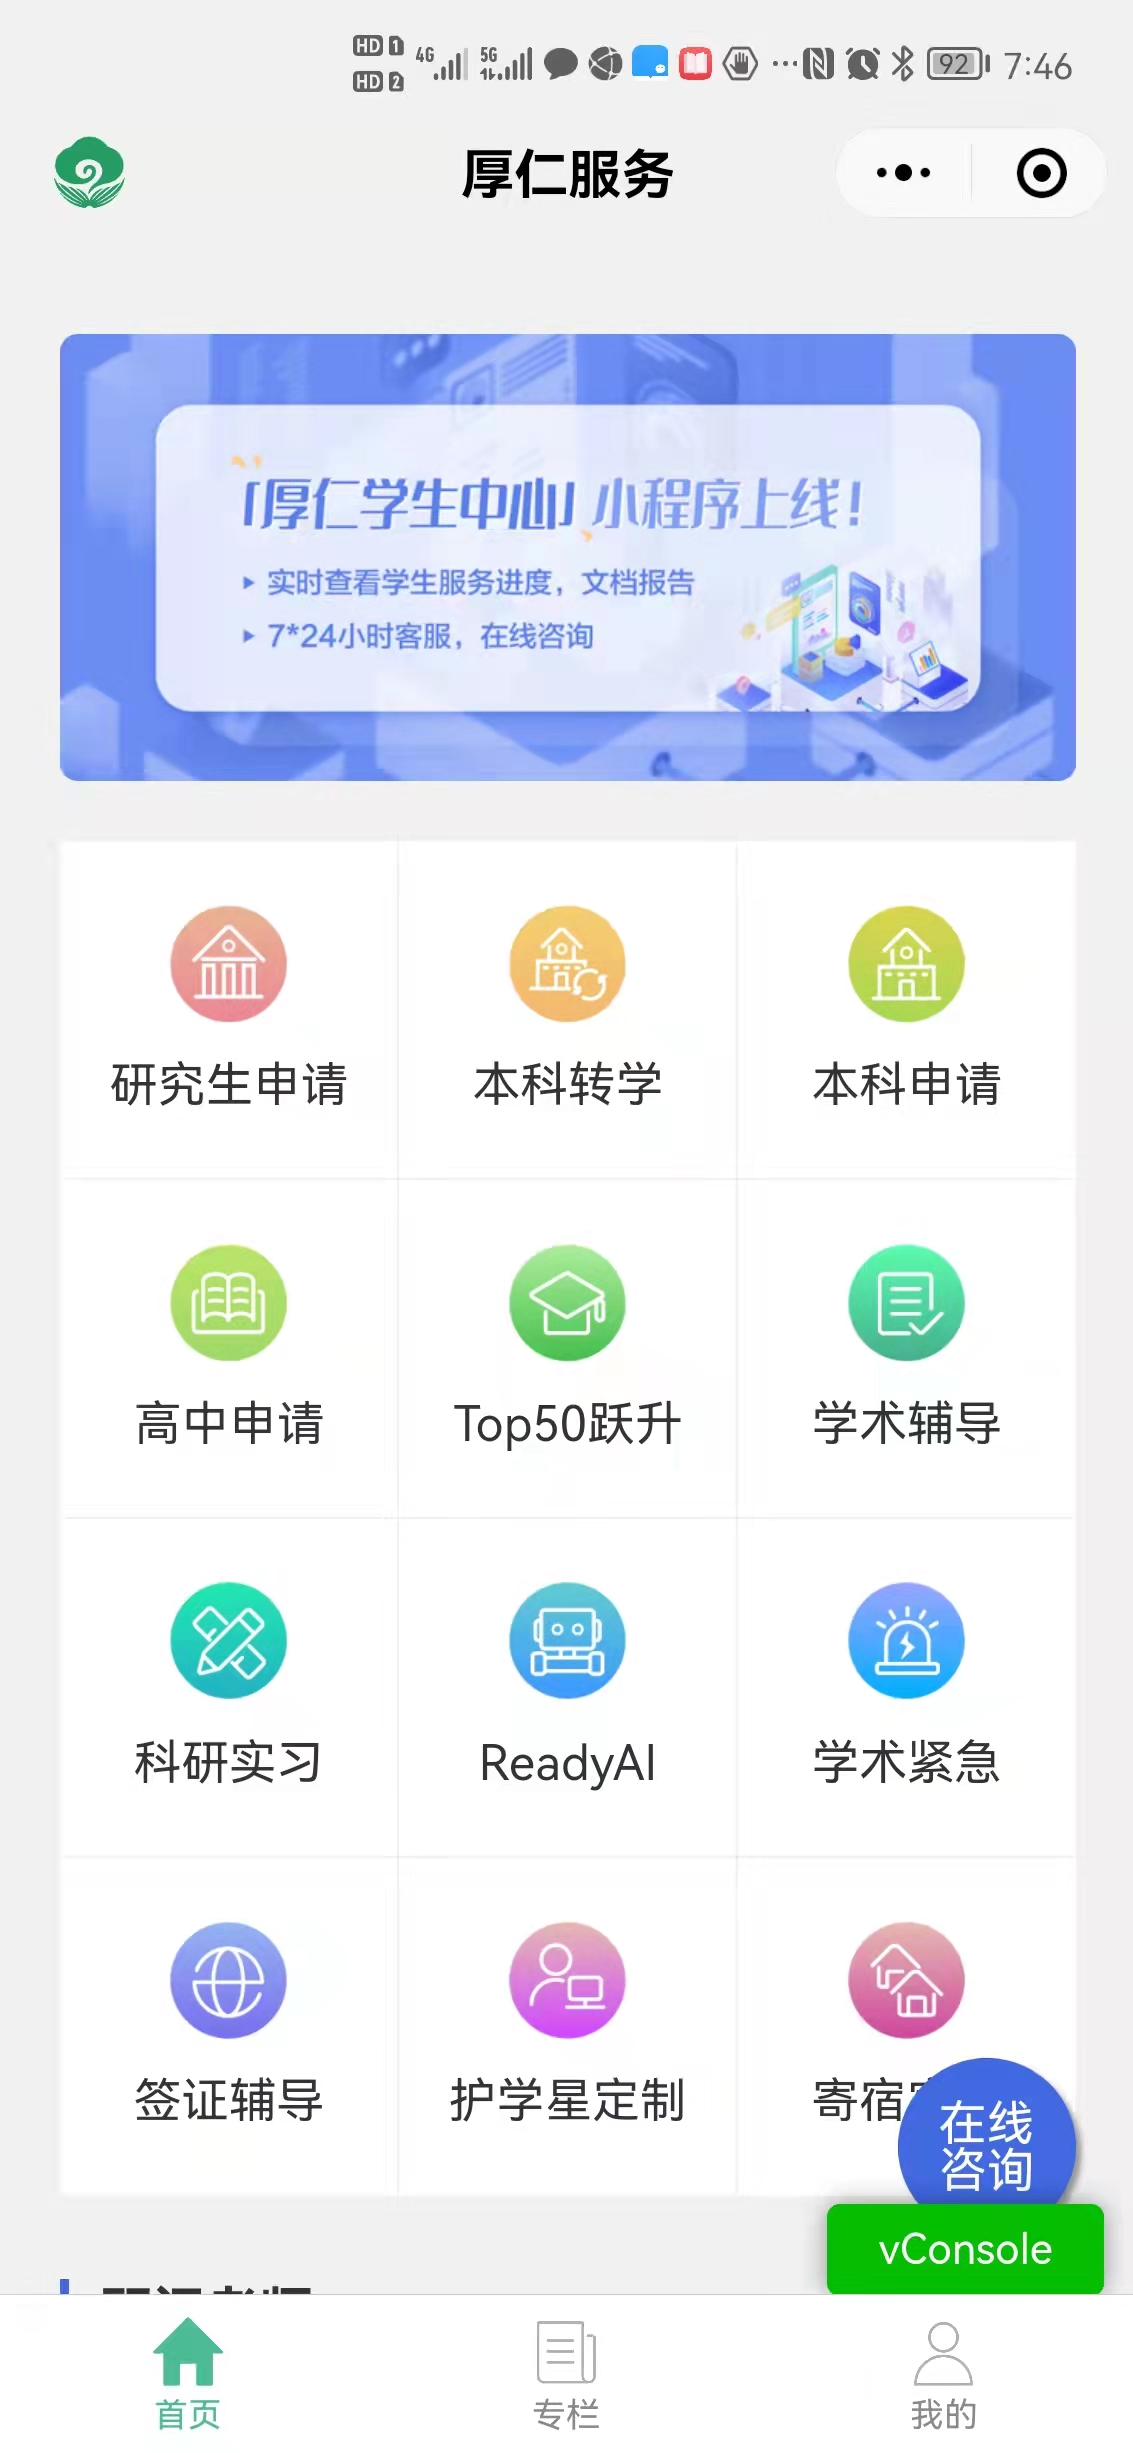 HD 1
HD 2
4G
5G
92
7:46
厚仁服务
「厚仁学生中心」小程序上线！
实时查看学生服务进度，文档报告
7*24小时客服，在线咨询
研究生申请
本科转学
本科申请
高中申请
Top50跃升
学术辅导
科研实习
ReadyAI
学术紧急
签证辅导
护学星定制
寄宿
在线
咨询
vConsole
首页
专栏
我的